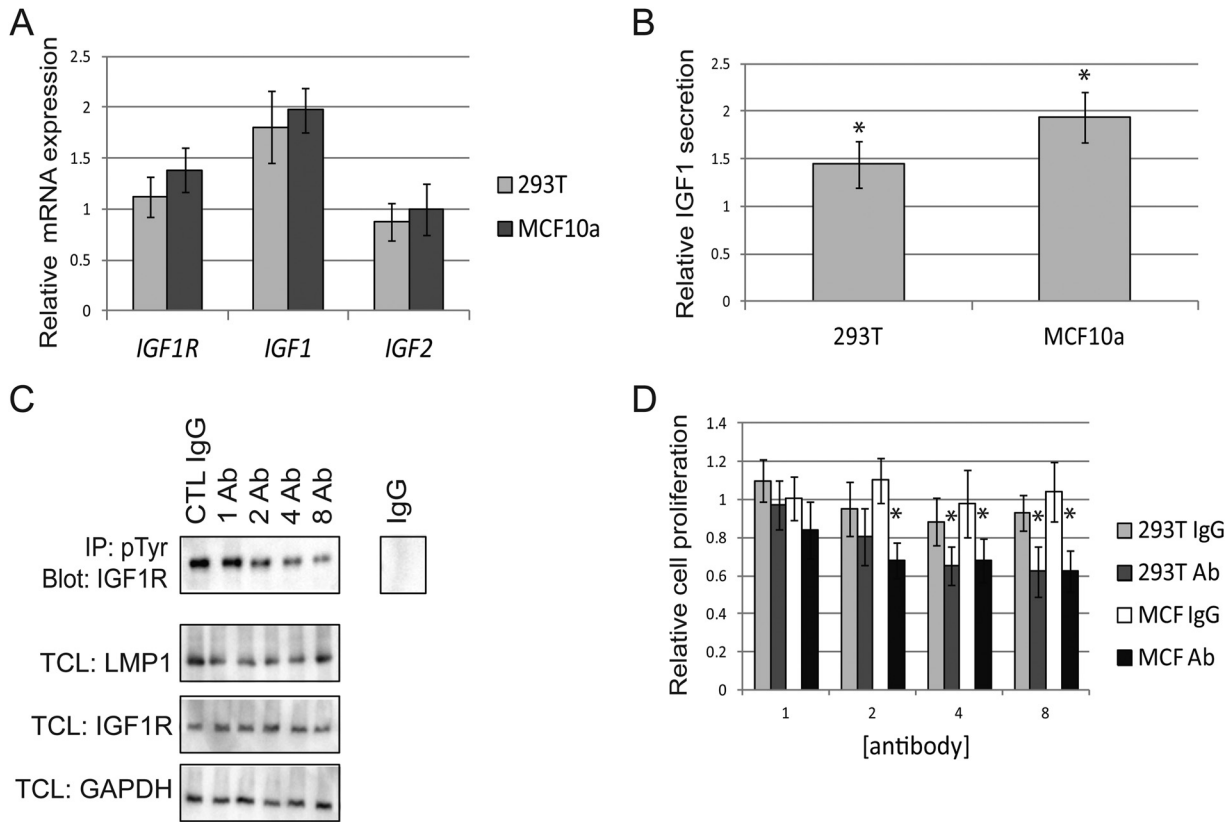 A
Relative mRNA expression
2.5
2
1.5
1
0.5
0
IGF1R IGF1 IGF2
293T
MCF10a
B
Relative IGF1 secretion
2.5
2
1.5
1
0.5
0
* *
293T MCF10a
C
CTL IgG
1 Ab
2 Ab
4 Ab
8 Ab
IgG
IP: pTyr
Blot: IGF1R
TCL: LMP1
TCL: IGF1R
TCL: GAPDH
D
Relative cell proliferation
1.4
1.2
1
0.8
0.6
0.4
0.2
0
* * * * *
1 2 4 8
[antibody]
293T IgG
293T Ab
MCF IgG
MCF Ab